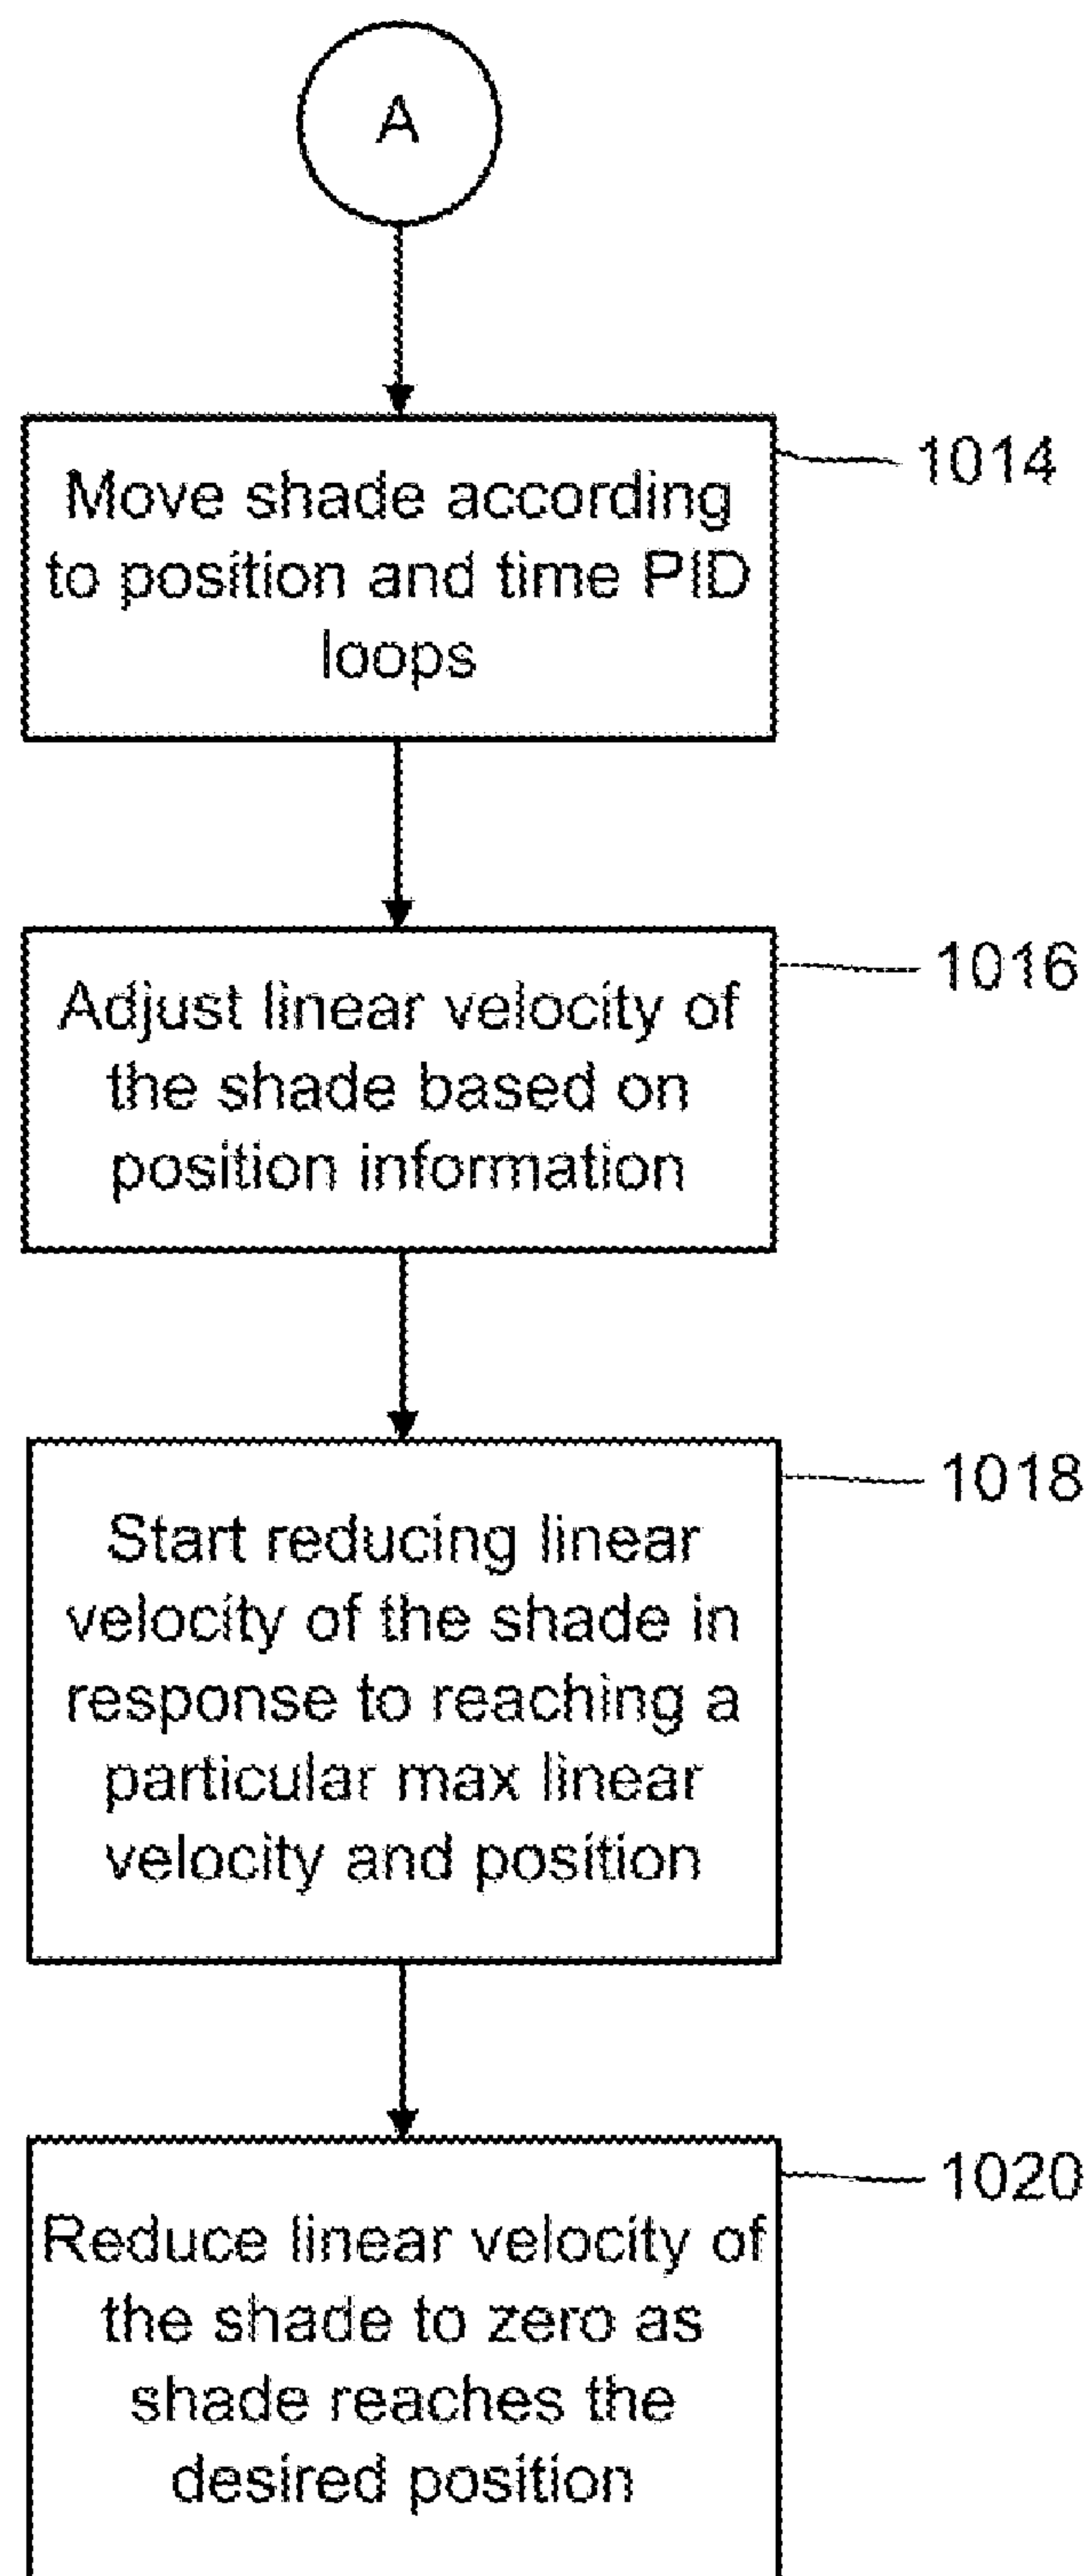 A
Move shade according
to position and time PID
loops
1014
Adjust linear velocity of
the shade based on
position information
1016
Start reducing linear
velocity of the shade in
response to reaching a
particular max linear
velocity and position
1018
Reduce linear velocity of
the shade to zero as
shade reaches the
desired position
1020